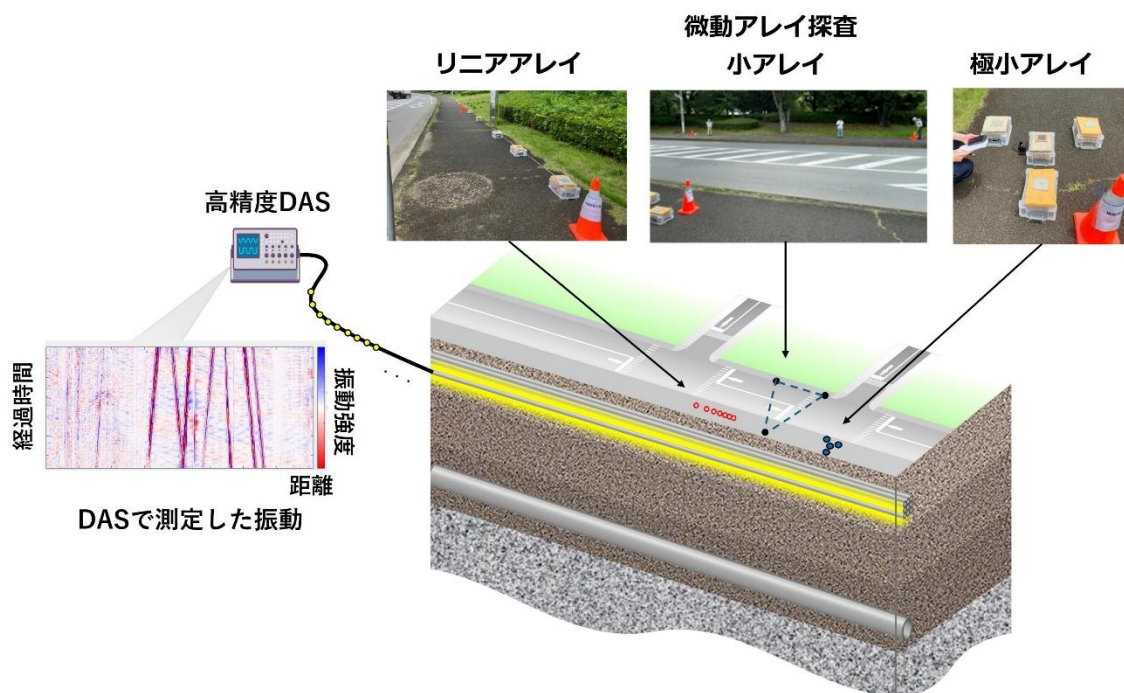 微動アレイ探査
リニアアレイ
小アレイ
極小アレイ
高精度DAS
経過時間
振動強度
距離
DASで測定した振動